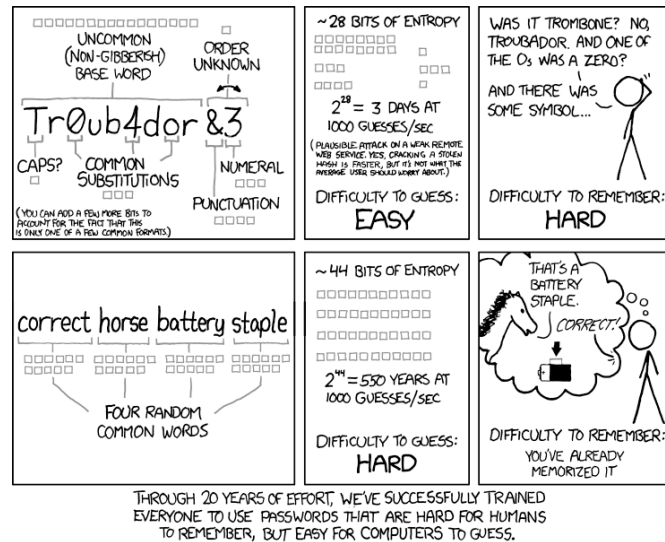 UNCOMMON
(NON-GIBBERISH)
BASE WORD
ORDER
UNKNOWN
Tr0ub4dor &3
CAPS?
COMMON
SUBSTITUTIONS
NUMERAL
PUNCTUATION
(YOU CAN ADD A FEW MORE BITS TO
ACCOUNT FOR THE FACT THAT THIS
IS ONLY ONE OF A FEW COMMON FORMATS.)
~28 BITS OF ENTROPY
2²⁸ = 3 DAYS AT
1000 GUESSES/SEC
(PLAUSIBLE ATTACK ON A WEAK REMOTE
WEB SERVICE. YES, CRACKING A STOLEN
HASH IS FASTER, BUT IT'S NOT WHAT THE
AVERAGE USER SHOULD WORRY ABOUT.)
DIFFICULTY TO GUESS:
EASY
WAS IT TROMBONE? NO,
TROUBADOR. AND ONE OF
THE Os WAS A ZERO?
AND THERE WAS
SOME SYMBOL...
DIFFICULTY TO REMEMBER:
HARD
correct horse battery staple
FOUR RANDOM
COMMON WORDS
~44 BITS OF ENTROPY
2⁴⁴ = 550 YEARS AT
1000 GUESSES/SEC
DIFFICULTY TO GUESS:
HARD
THAT'S A
BATTERY
STAPLE.
CORRECT!
DIFFICULTY TO REMEMBER:
YOU'VE ALREADY
MEMORIZED IT
THROUGH 20 YEARS OF EFFORT, WE'VE SUCCESSFULLY TRAINED
EVERYONE TO USE PASSWORDS THAT ARE HARD FOR HUMANS
TO REMEMBER, BUT EASY FOR COMPUTERS TO GUESS.